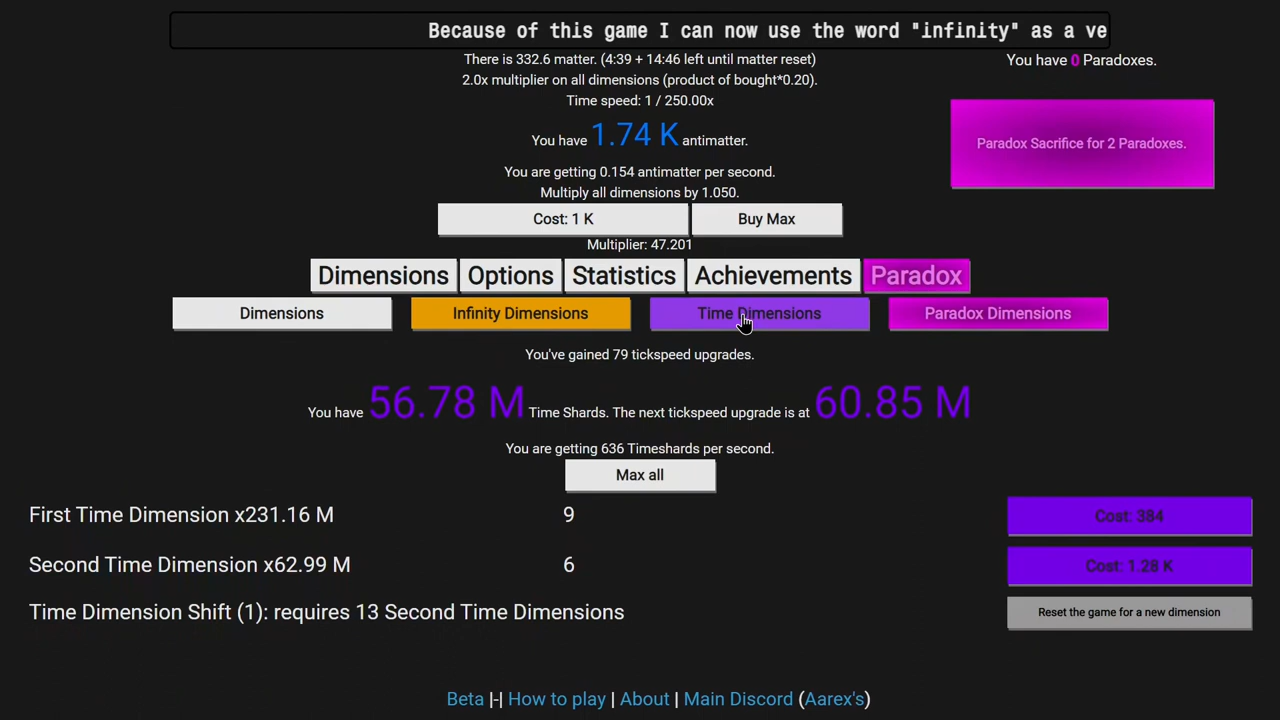 Because of this game I can now use the word "infinity" as a ve
There is 332.6 matter. (4:39 + 14:46 left until matter reset)
You have 0 Paradoxes.
2.0x multiplier on all dimensions (product of bought*0.20).
Time speed: 1 / 250.00x
You have 1.74 K antimatter.
Paradox Sacrifice for 2 Paradoxes.
You are getting 0.154 antimatter per second.
Multiply all dimensions by 1.050.
Cost: 1 K Buy Max
Multiplier: 47.201
Dimensions Options Statistics Achievements Paradox
Dimensions Infinity Dimensions Time Dimensions Paradox Dimensions
You've gained 79 tickspeed upgrades.
You have 56.78 M Time Shards. The next tickspeed upgrade is at 60.85 M
You are getting 636 Timeshards per second.
Max all
First Time Dimension x231.16 M 9 Cost: 384
Second Time Dimension x62.99 M 6 Cost: 1.28 K
Time Dimension Shift (1): requires 13 Second Time Dimensions Reset the game for a new dimension
Beta |-| How to play | About | Main Discord (Aarex's)